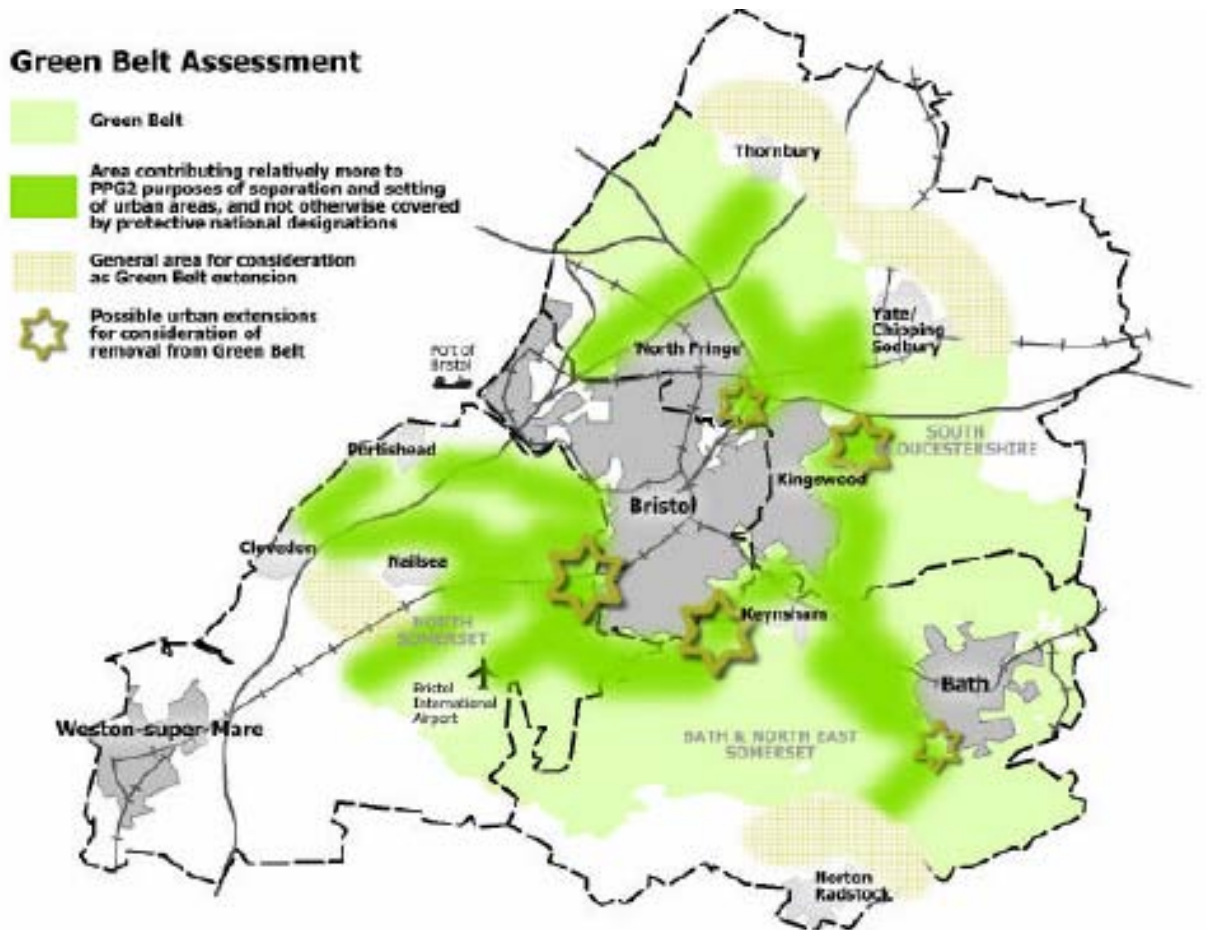 Green Belt Assessment
Green Belt
Area contributing relatively more to
PPG2 purposes of separation and setting
of urban areas, and not otherwise covered
by protective national designations
General area for consideration
as Green Belt extension
Possible urban extensions
for consideration of
removal from Green Belt
Thornbury
Yate/
Chipping
Sodbury
North Fringe
Port of
Bristol
SOUTH
GLOUCESTERSHIRE
Portishead
Kingswood
Bristol
Clevedon
Nailsea
Keynsham
NORTH
SOMERSET
Bath
Bristol
International
Airport
Weston-super-Mare
BATH & NORTH EAST
SOMERSET
Norton
Radstock